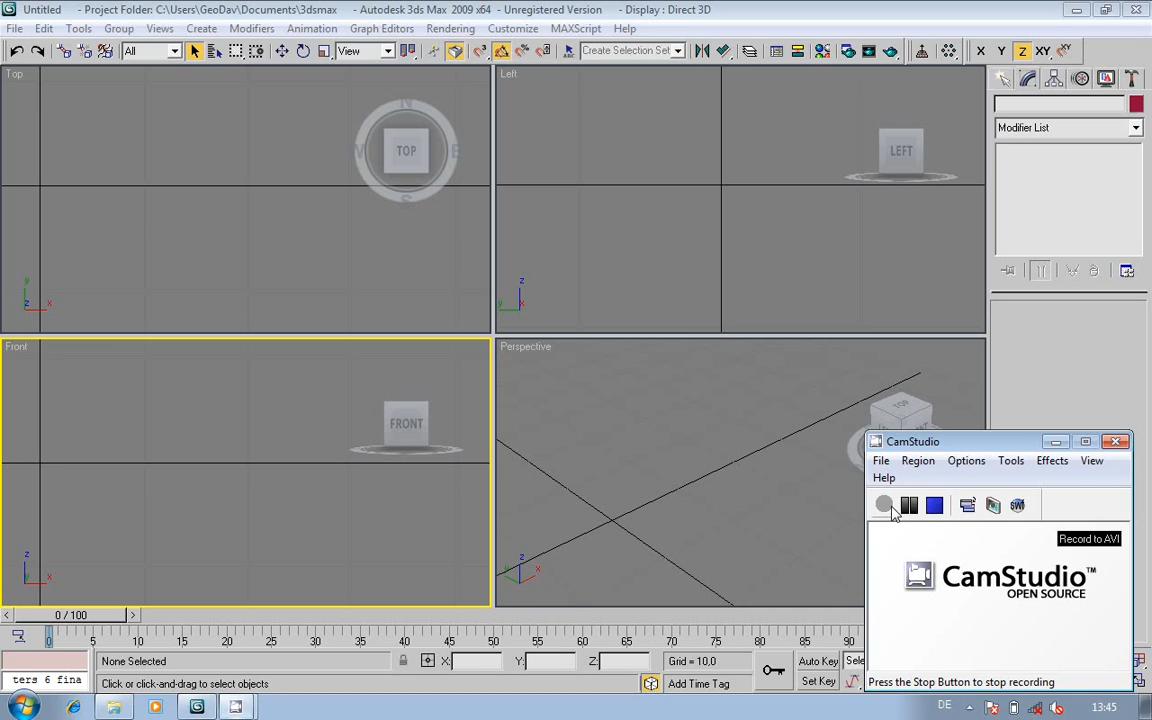 Untitled - Project Folder: C:\Users\GeoDav\Documents\3dsmax - Autodesk 3ds Max 2009 x64 - Unregistered Version - Display : Direct 3D
File Edit Tools Group Views Create Modifiers Animation Graph Editors Rendering Customize MAXScript Help
All View Create Selection Set X Y Z XY
Top Left
N
TOP LEFT
S
y z
z x y x
Modifier List
Front Perspective
FRONT TOP
z z
y x y x
CamStudio
File Region Options Tools Effects View
Help
Record to AVI
CamStudio™
OPEN SOURCE
Press the Stop Button to stop recording
< 0 / 100 >
0 5 10 15 20 25 30 35 40 45 50 55 60 65 70 75 80 85 90
None Selected X: Y: Z: Grid = 10,0 Auto Key Sele
ters 6 fina Click or click-and-drag to select objects Add Time Tag Set Key
DE 13:45